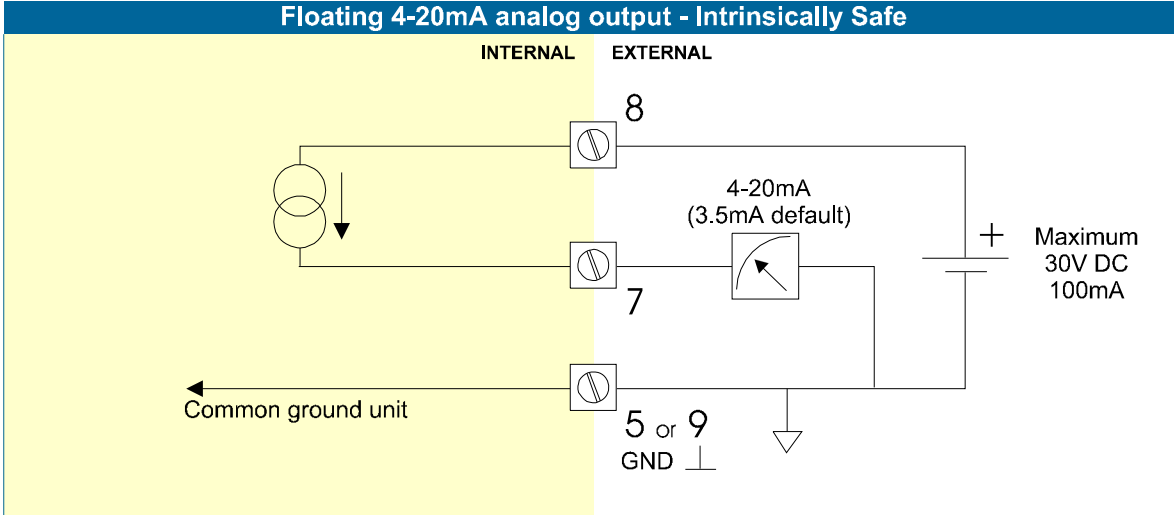 Floating 4-20mA analog output - Intrinsically Safe
INTERNAL EXTERNAL
8
4-20mA
(3.5mA default)
+
Maximum
30V DC
100mA
7
Common ground unit
5 or 9
GND